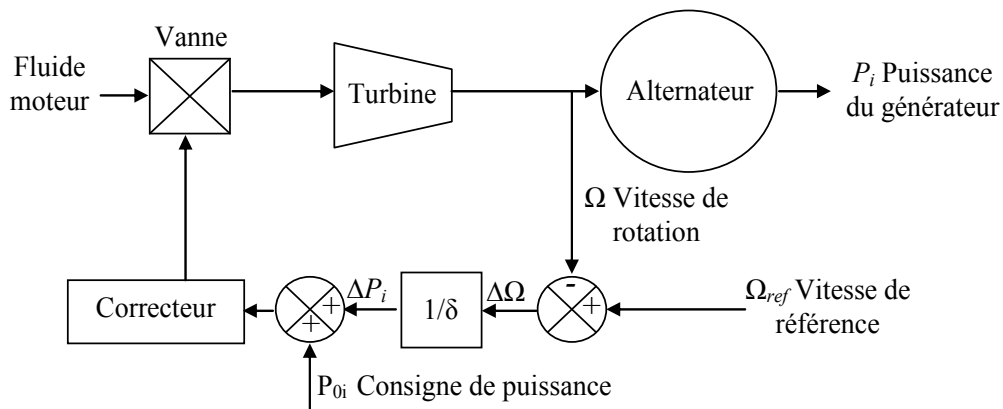 Vanne
Fluide
moteur
Turbine
Alternateur
P_i Puissance
du générateur
Ω Vitesse de
rotation
Correcteur
+
+
ΔP_i
1/δ
ΔΩ
-
+
Ω_ref Vitesse de
référence
P_0i Consigne de puissance